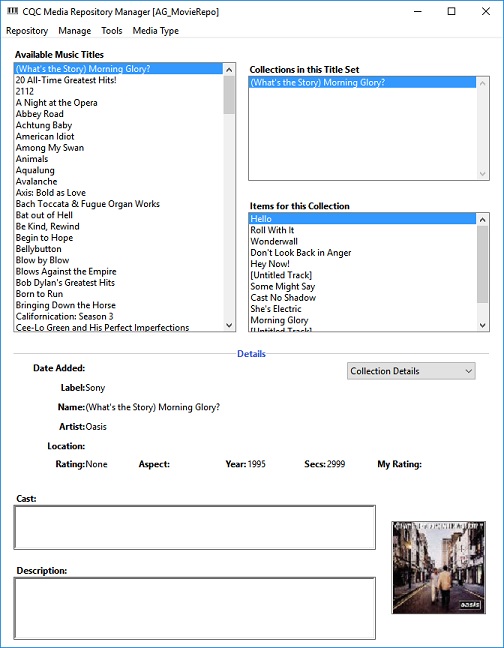 CQC Media Repository Manager [AG_MovieRepo]
Repository Manage Tools Media Type
Available Music Titles
(What's the Story) Morning Glory?
20 All-Time Greatest Hits!
2112
A Night at the Opera
Abbey Road
Achtung Baby
American Idiot
Among My Swan
Animals
Aqualung
Avalanche
Axis: Bold as Love
Bach Toccata & Fugue Organ Works
Bat out of Hell
Be Kind, Rewind
Begin to Hope
Bellybutton
Blow by Blow
Blows Against the Empire
Bob Dylan's Greatest Hits
Born to Run
Bringing Down the Horse
Californication: Season 3
Cee-Lo Green and His Perfect Imperfections
Collections in this Title Set
(What's the Story) Morning Glory?
Items for this Collection
Hello
Roll With It
Wonderwall
Don't Look Back in Anger
Hey Now!
[Untitled Track]
Some Might Say
Cast No Shadow
She's Electric
Morning Glory
[Untitled Track]
Details
Date Added:
Collection Details
Label: Sony
Name: (What's the Story) Morning Glory?
Artist: Oasis
Location:
Rating: None Aspect: Year: 1995 Secs: 2999 My Rating:
Cast:
Description:
oasis